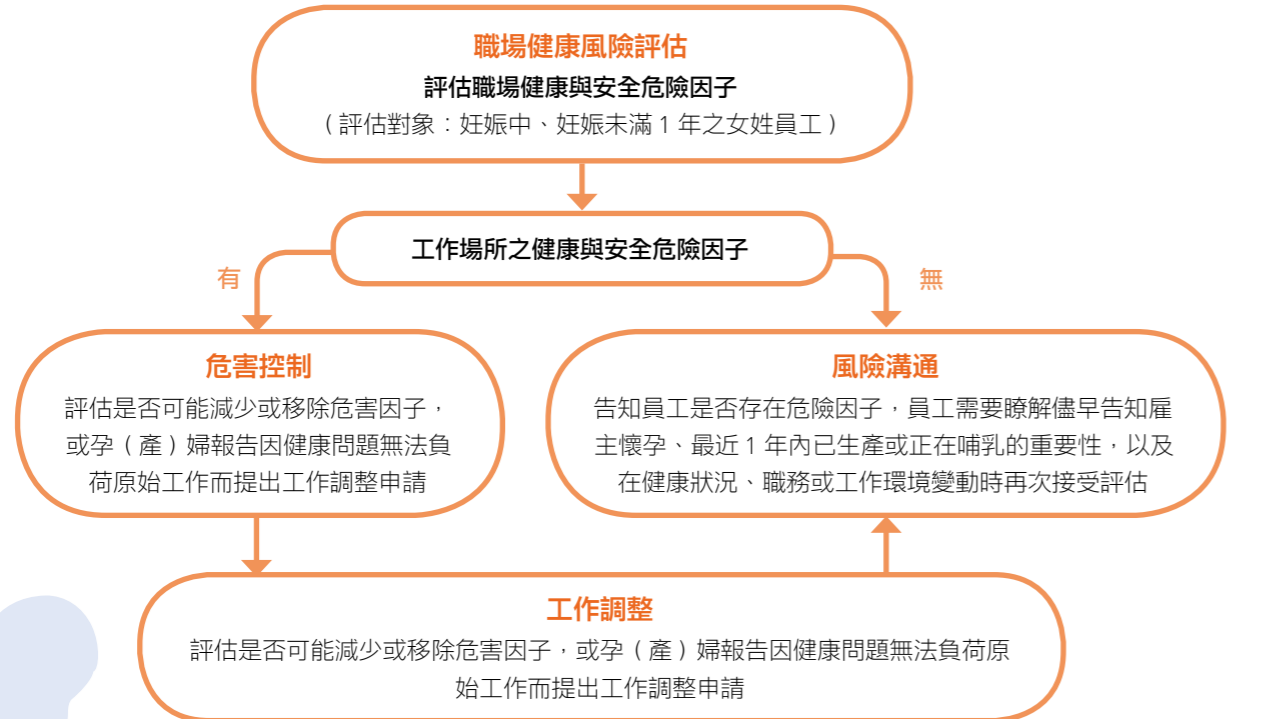 職場健康風險評估
評估職場健康與安全危險因子
（評估對象：妊娠中、妊娠未滿 1 年之女姓員工）
工作場所之健康與安全危險因子
有
無
危害控制
評估是否可能減少或移除危害因子，
或孕（產）婦報告因健康問題無法負
荷原始工作而提出工作調整申請
風險溝通
告知員工是否存在危險因子，員工需要瞭解儘早告知雇
主懷孕、最近 1 年內已生產或正在哺乳的重要性，以及
在健康狀況、職務或工作環境變動時再次接受評估
工作調整
評估是否可能減少或移除危害因子，或孕（產）婦報告因健康問題無法負荷原
始工作而提出工作調整申請